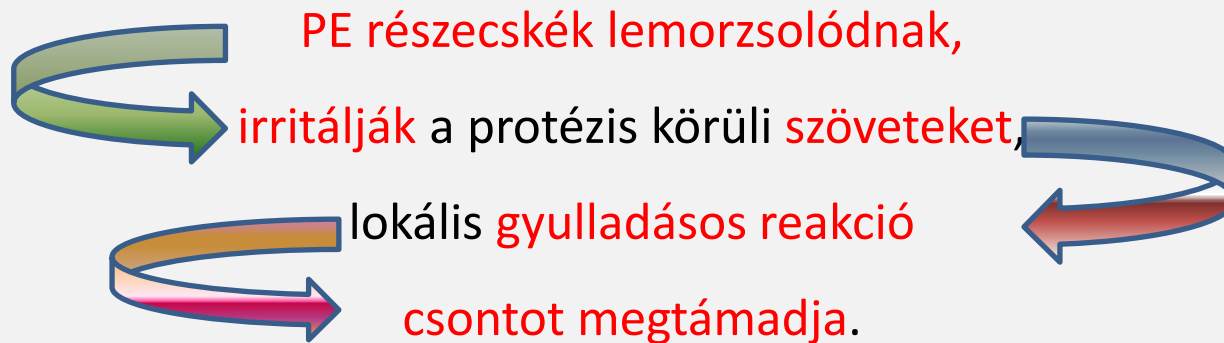 PE részecskék lemorzsolódnak,
irritálják a protézis körüli szöveteket,
lokális gyulladásos reakció
csontot megtámadja.